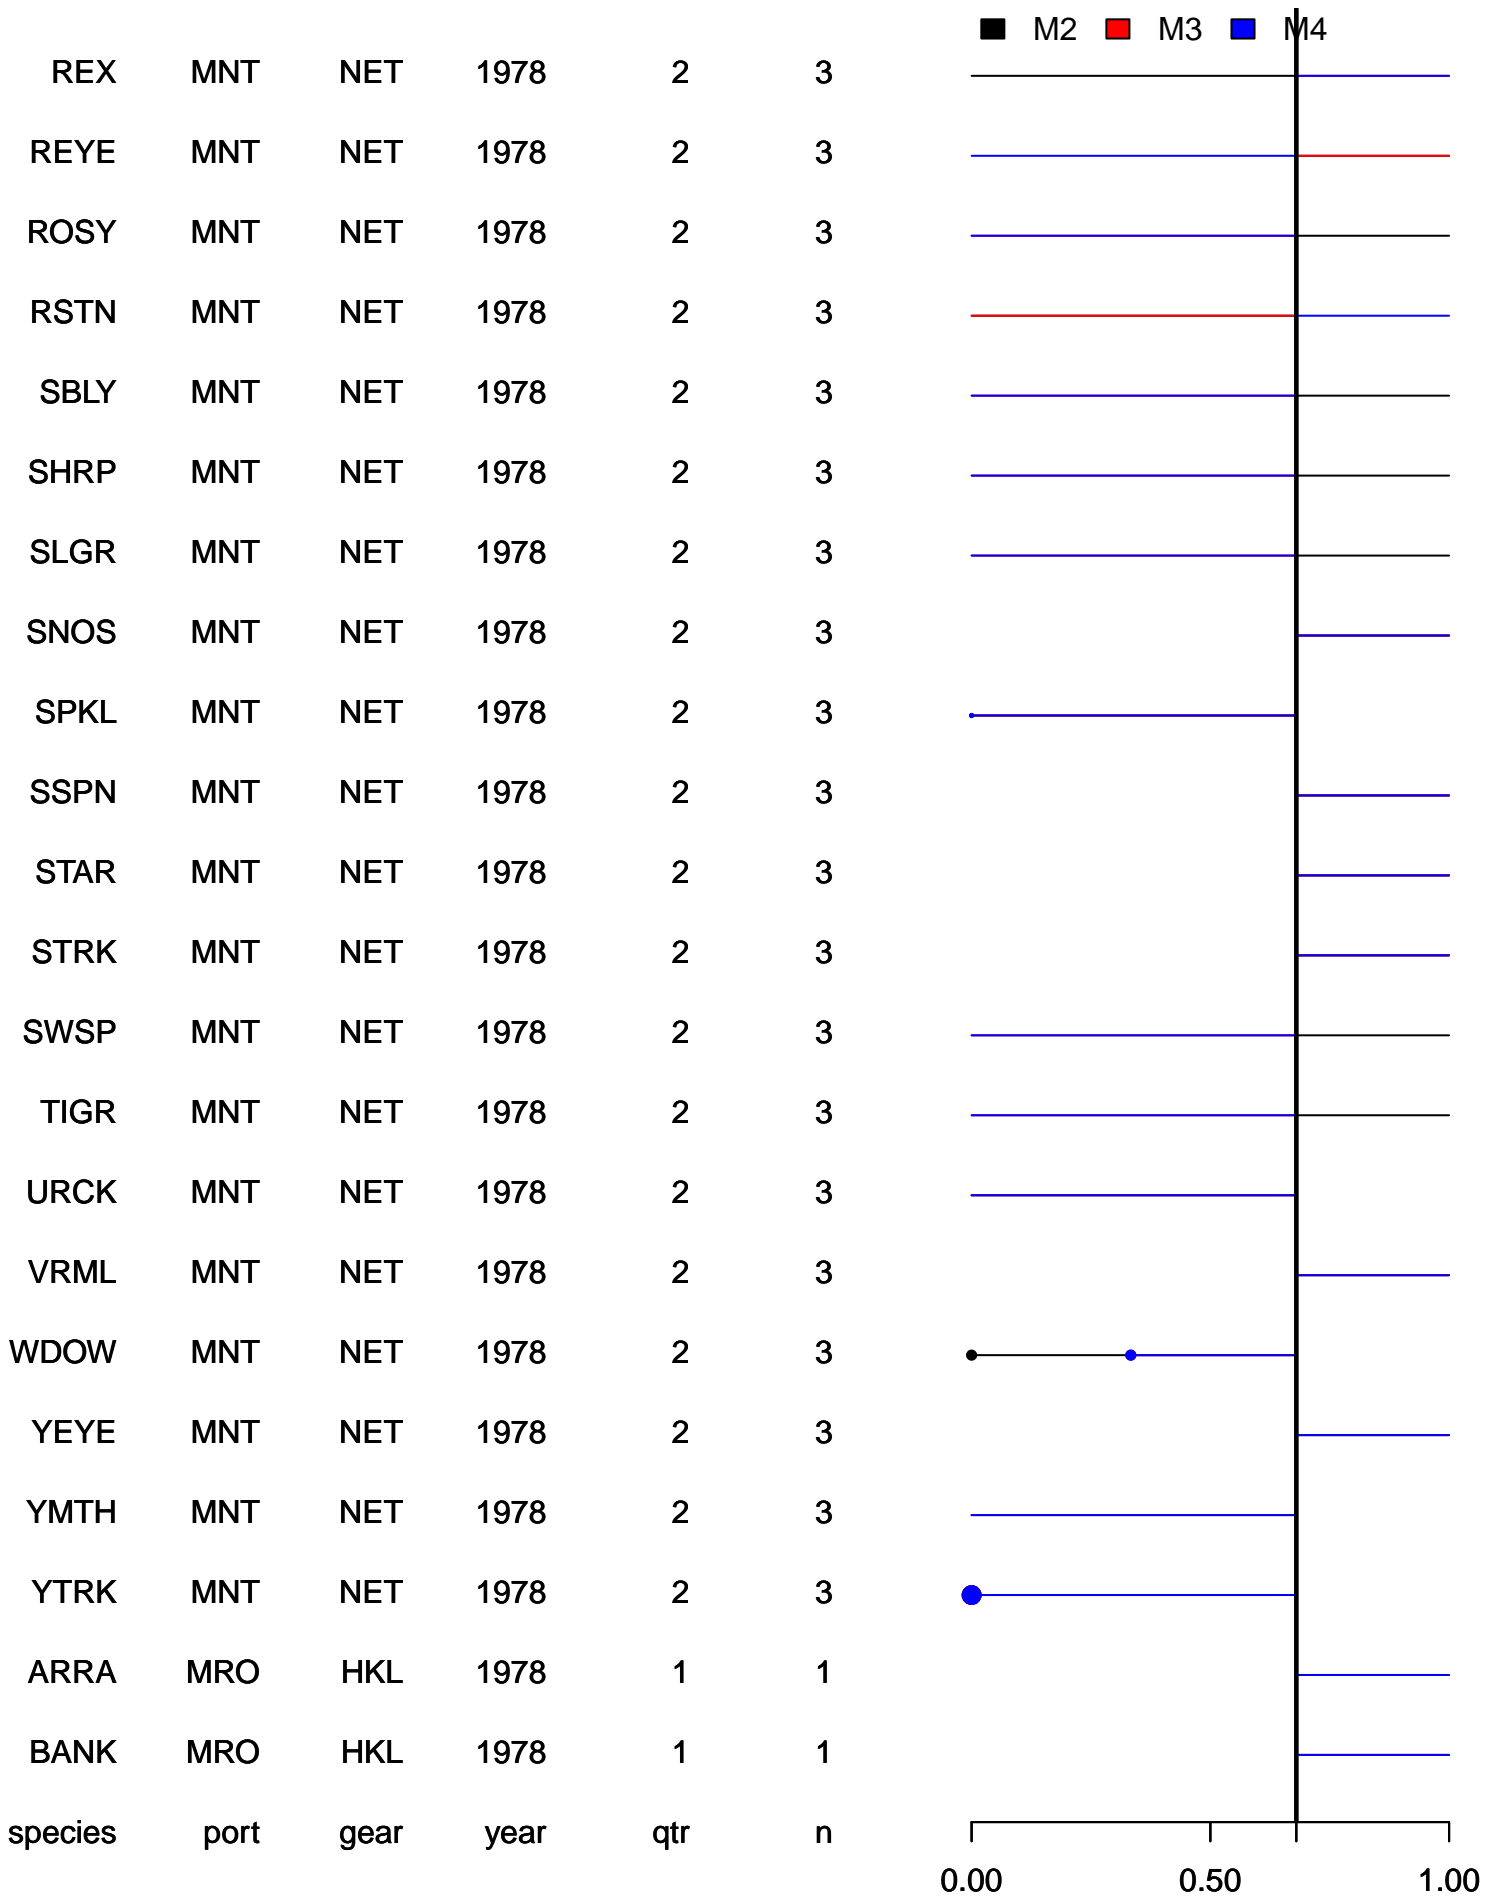 M2 M3 M4
REX MNT NET 1978 2 3
REYE MNT NET 1978 2 3
ROSY MNT NET 1978 2 3
RSTN MNT NET 1978 2 3
SBLY MNT NET 1978 2 3
SHRP MNT NET 1978 2 3
SLGR MNT NET 1978 2 3
SNOS MNT NET 1978 2 3
SPKL MNT NET 1978 2 3
SSPN MNT NET 1978 2 3
STAR MNT NET 1978 2 3
STRK MNT NET 1978 2 3
SWSP MNT NET 1978 2 3
TIGR MNT NET 1978 2 3
URCK MNT NET 1978 2 3
VRML MNT NET 1978 2 3
WDOW MNT NET 1978 2 3
YEYE MNT NET 1978 2 3
YMTH MNT NET 1978 2 3
YTRK MNT NET 1978 2 3
ARRA MRO HKL 1978 1 1
BANK MRO HKL 1978 1 1
species port gear year qtr n
0.00 0.50 1.00